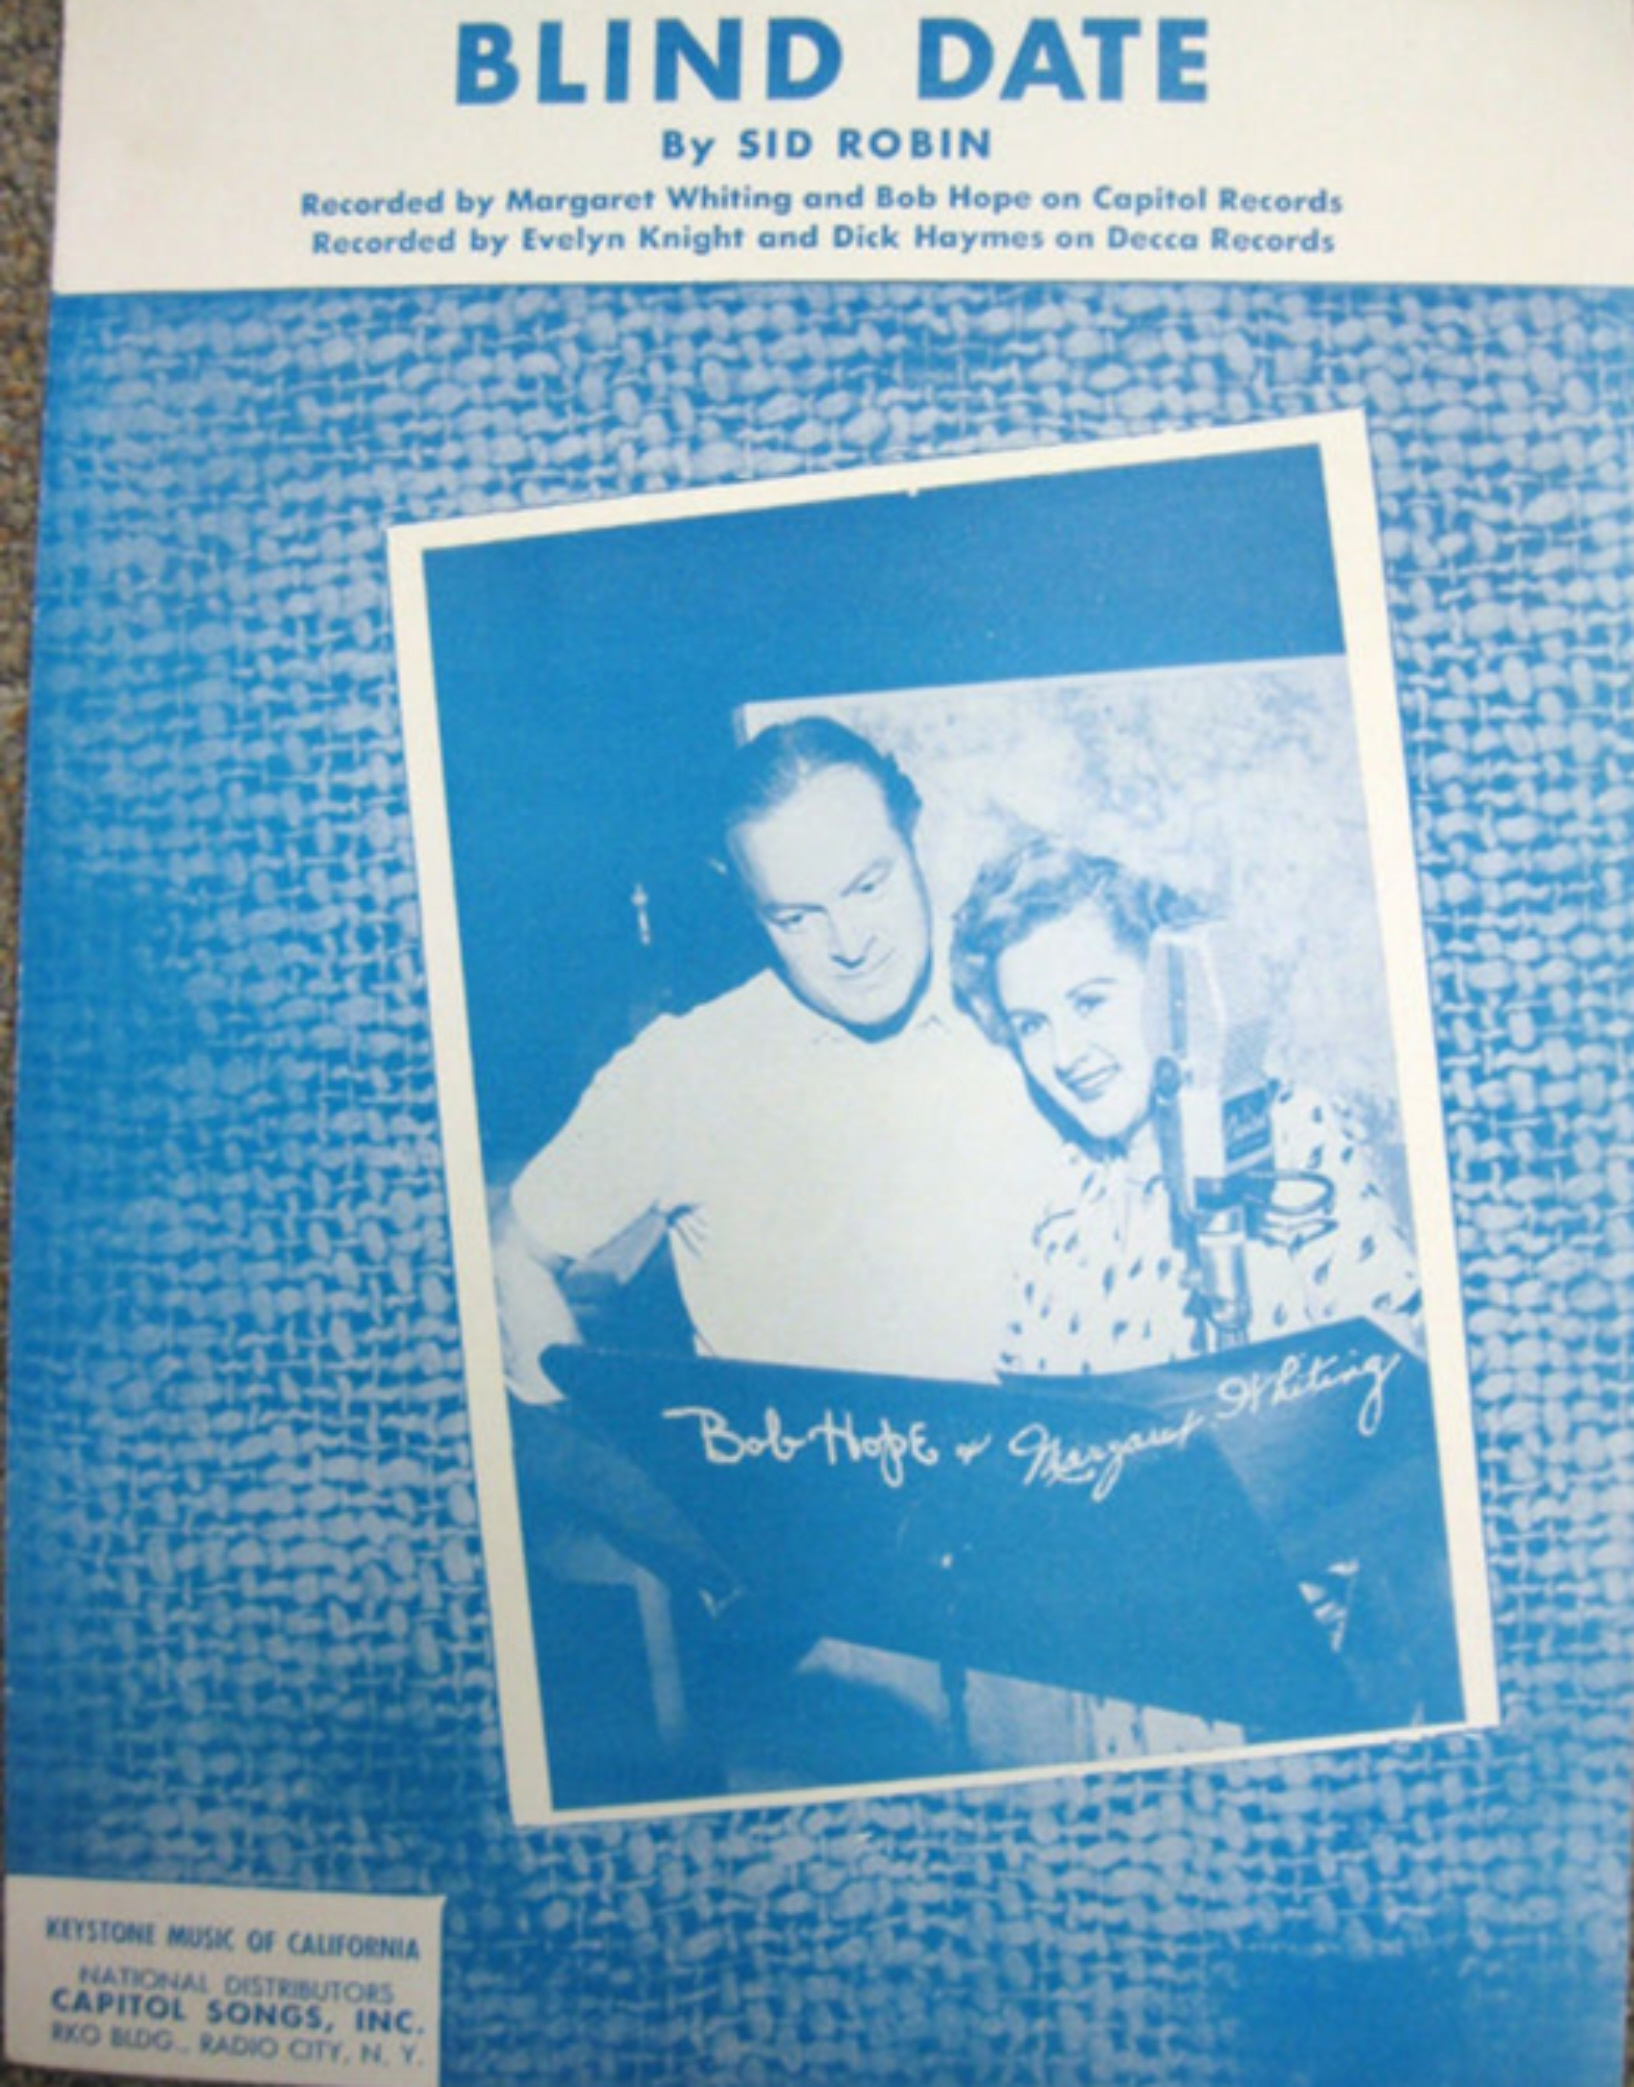 BLIND DATE
By SID ROBIN
Recorded by Margaret Whiting and Bob Hope on Capitol Records
Recorded by Evelyn Knight and Dick Haymes on Decca Records
Bob Hope & Margaret Whiting
KEYSTONE MUSIC OF CALIFORNIA
NATIONAL DISTRIBUTORS
CAPITOL SONGS, INC.
RKO BLDG., RADIO CITY, N. Y.